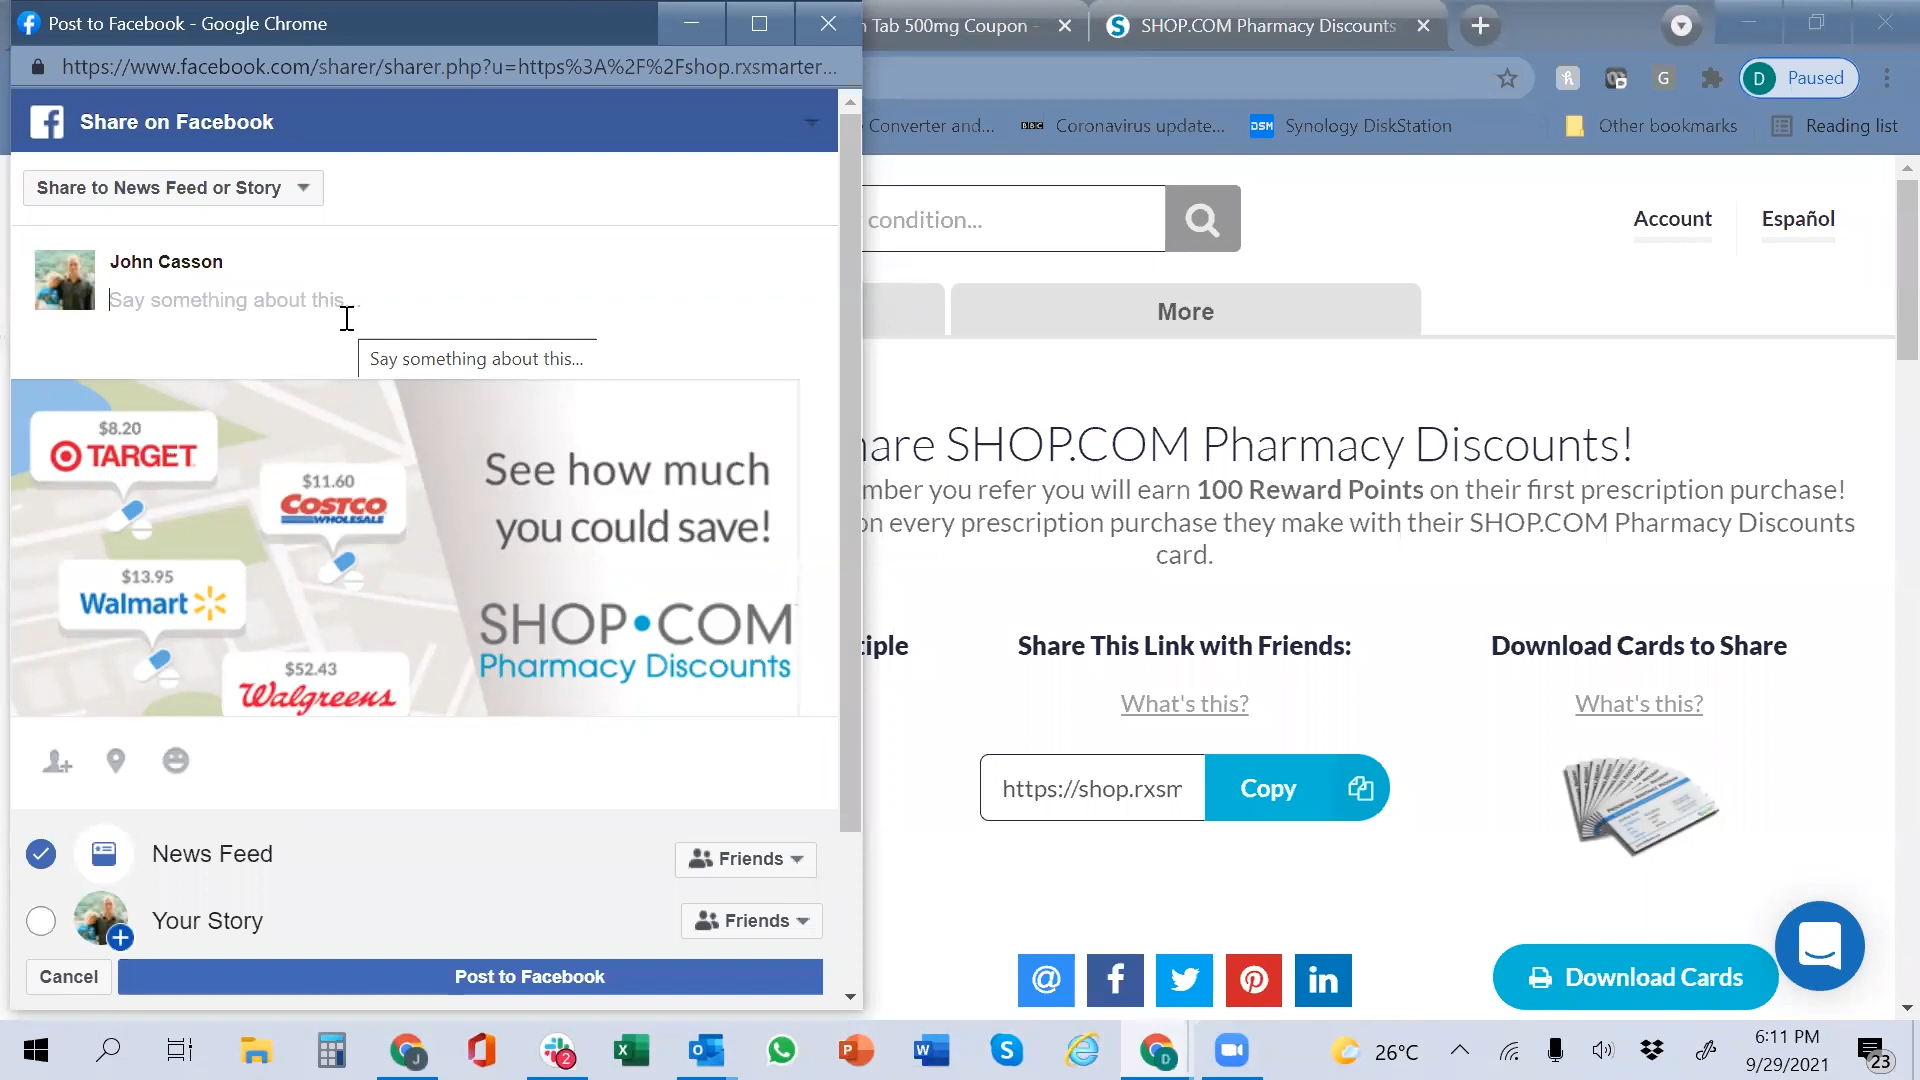 Post to Facebook - Google Chrome
https://www.facebook.com/sharer/sharer.php?u=https%3A%2F%2Fshop.rxsmarter...
Share on Facebook
Share to News Feed or Story
John Casson
Say something about this...
Say something about this...
$8.20
TARGET
$11.60
COSTCO
WHOLESALE
$13.95
Walmart
$52.43
Walgreens
See how much
you could save!
SHOP•COM
Pharmacy Discounts
News Feed
Friends
Your Story
Friends
Cancel
Post to Facebook
Tab 500mg Coupon -
SHOP.COM Pharmacy Discounts
G
D
Paused
Converter and...
BBC
Coronavirus update...
DSM
Synology DiskStation
Other bookmarks
Reading list
condition...
Account
Español
More
are SHOP.COM Pharmacy Discounts!
mber you refer you will earn 100 Reward Points on their first prescription purchase!
on every prescription purchase they make with their SHOP.COM Pharmacy Discounts
card.
tiple
Share This Link with Friends:
What's this?
https://shop.rxsm
Copy
Download Cards to Share
What's this?
Download Cards
J
2
D
26°C
6:11 PM
9/29/2021
23